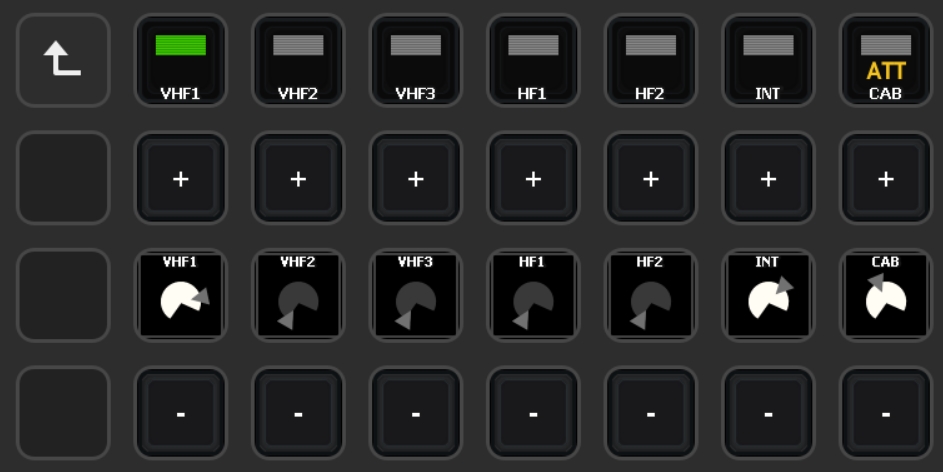 VHF1 VHF2 VHF3 HF1 HF2 INT ATT CAB
+ + + + + + +
VHF1 VHF2 VHF3 HF1 HF2 INT CAB
- - - - - - -